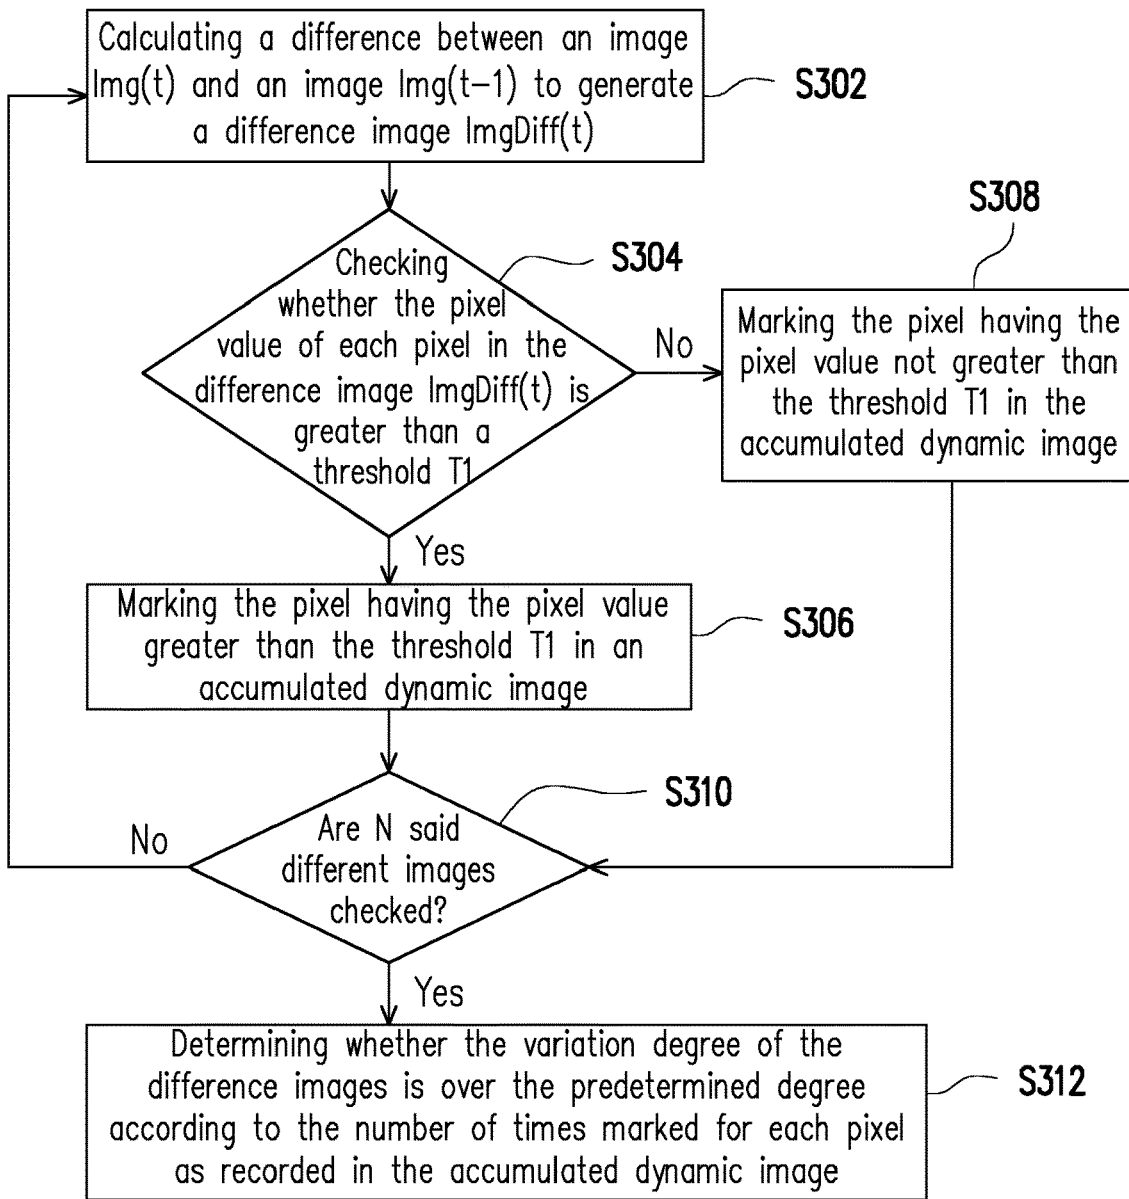 Calculating a difference between an image
Img(t) and an image Img(t-1) to generate
a difference image ImgDiff(t)
S302
Checking
whether the pixel
value of each pixel in the
difference image ImgDiff(t) is
greater than a
threshold T1
S304
No
S308
Marking the pixel having the
pixel value not greater than
the threshold T1 in the
accumulated dynamic image
Yes
Marking the pixel having the pixel value
greater than the threshold T1 in an
accumulated dynamic image
S306
Are N said
different images
checked?
S310
No
Yes
Determining whether the variation degree of the
difference images is over the predetermined degree
according to the number of times marked for each pixel
as recorded in the accumulated dynamic image
S312